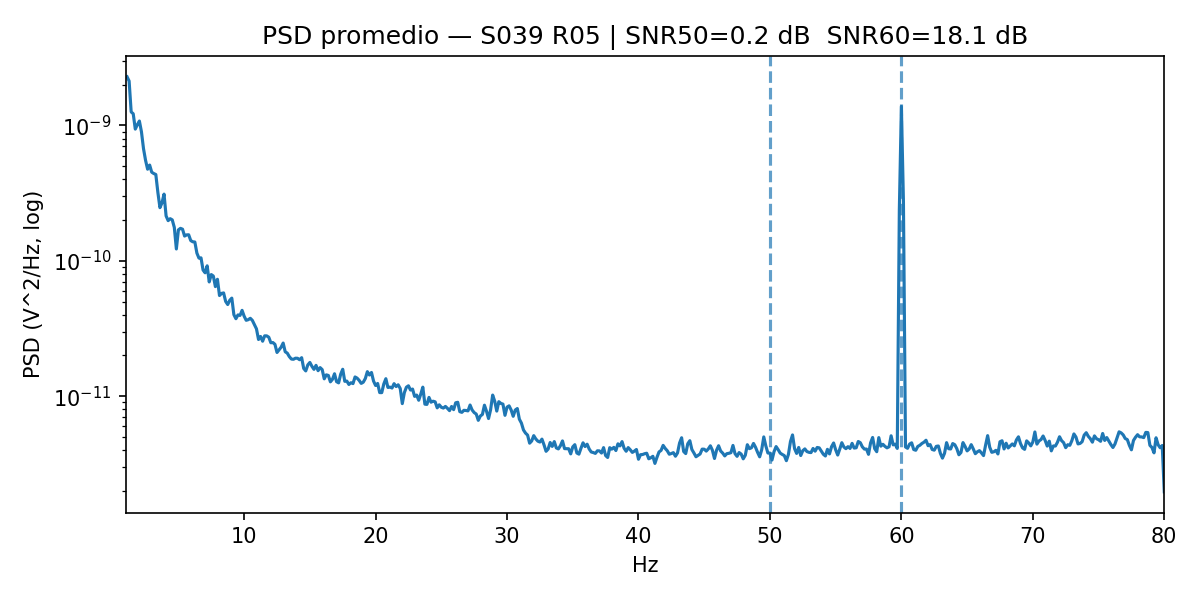 PSD promedio — S039 R05 | SNR50=0.2 dB  SNR60=18.1 dB
PSD (V^2/Hz, log)
10⁻⁹
10⁻¹⁰
10⁻¹¹
10 20 30 40 50 60 70 80
Hz